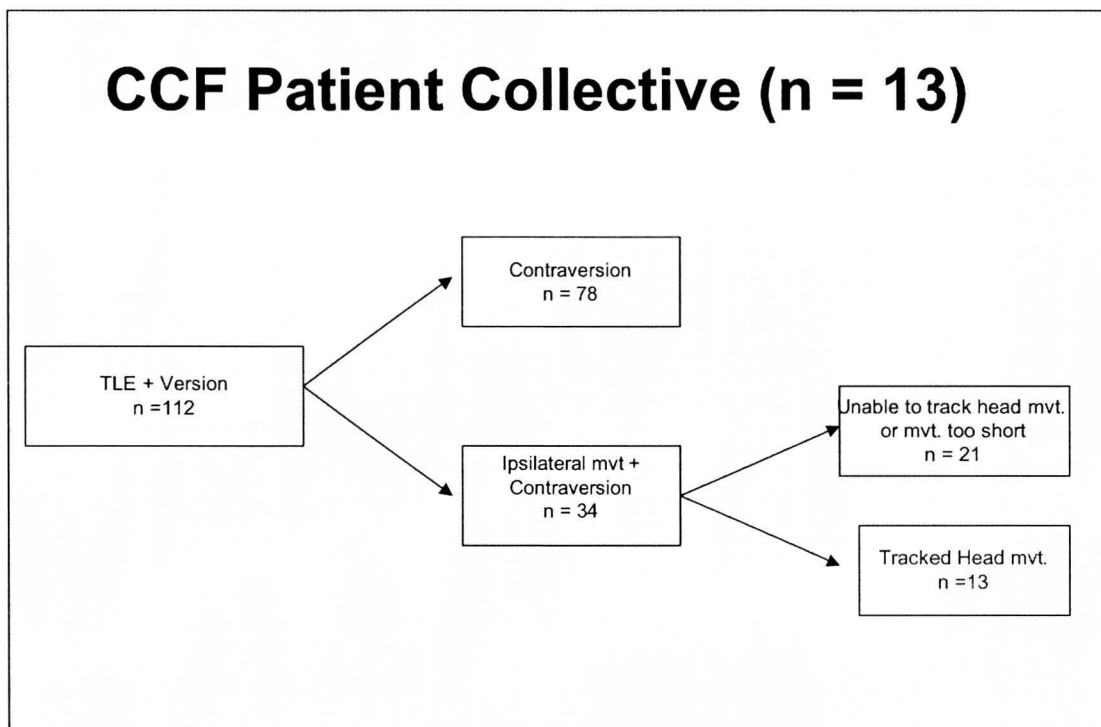 CCF Patient Collective (n = 13)
Contraversion
n = 78
TLE + Version
n =112
Ipsilateral mvt +
Contraversion
n = 34
Unable to track head mvt.
or mvt. too short
n = 21
Tracked Head mvt.
n =13